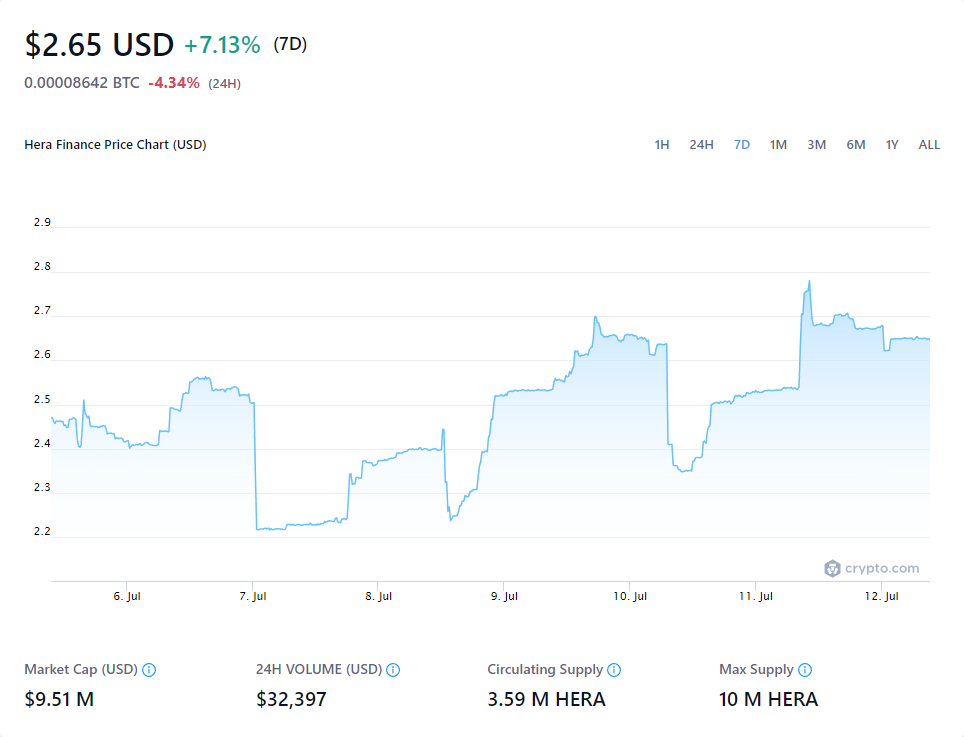 $2.65 USD +7.13% (7D)
0.00008642 BTC -4.34% (24H)
Hera Finance Price Chart (USD) 1H 24H 7D 1M 3M 6M 1Y ALL
2.9
2.8
2.7
2.6
2.5
2.4
2.3
2.2
crypto.com
6. Jul 7. Jul 8. Jul 9. Jul 10. Jul 11. Jul 12. Jul
Market Cap (USD) 24H VOLUME (USD) Circulating Supply Max Supply
$9.51 M $32,397 3.59 M HERA 10 M HERA